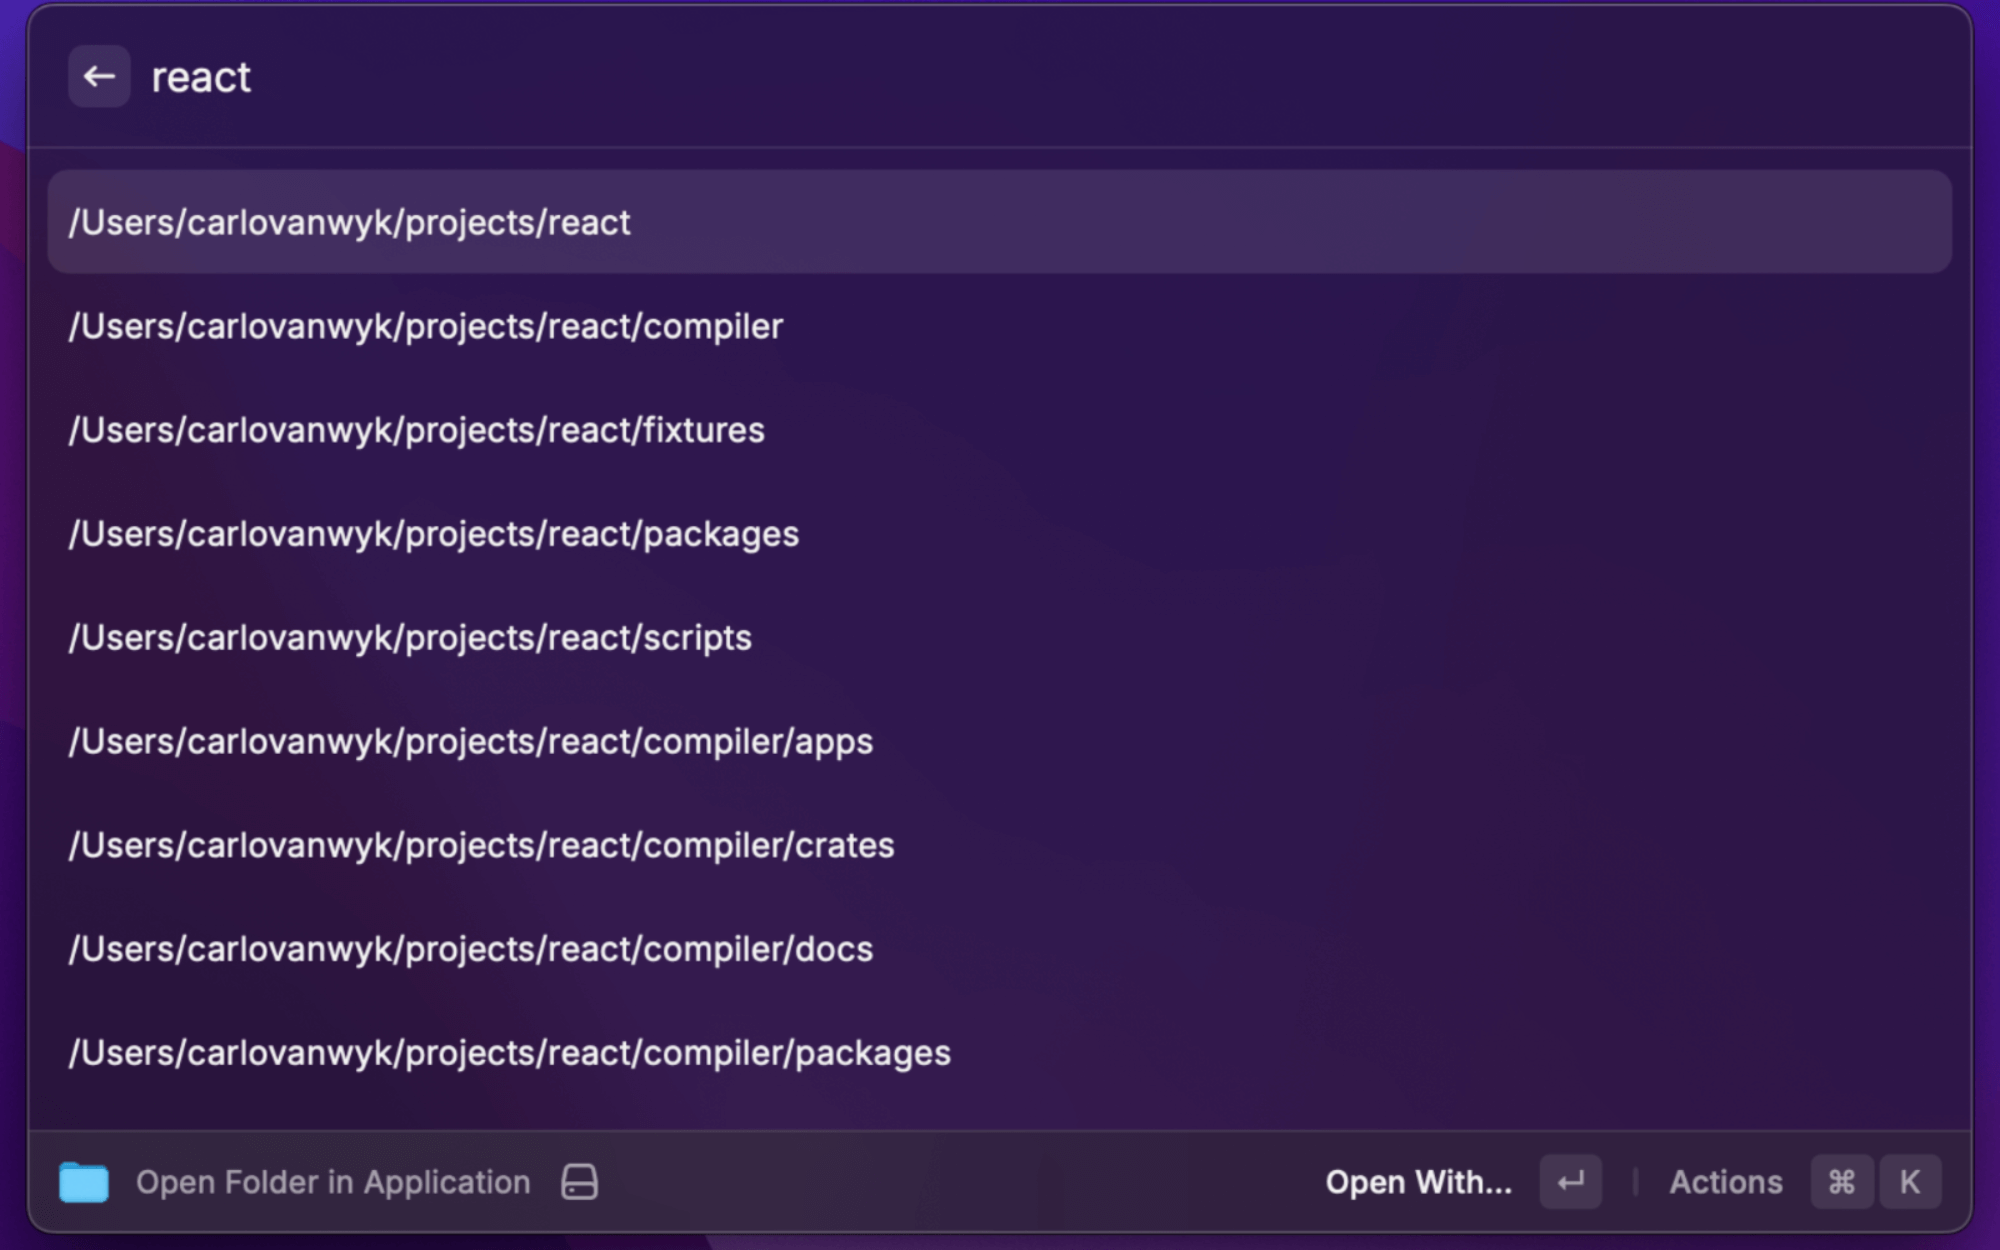 react
/Users/carlovanwyk/projects/react
/Users/carlovanwyk/projects/react/compiler
/Users/carlovanwyk/projects/react/fixtures
/Users/carlovanwyk/projects/react/packages
/Users/carlovanwyk/projects/react/scripts
/Users/carlovanwyk/projects/react/compiler/apps
/Users/carlovanwyk/projects/react/compiler/crates
/Users/carlovanwyk/projects/react/compiler/docs
/Users/carlovanwyk/projects/react/compiler/packages
Open Folder in Application Open With... ↵ Actions ⌘ K